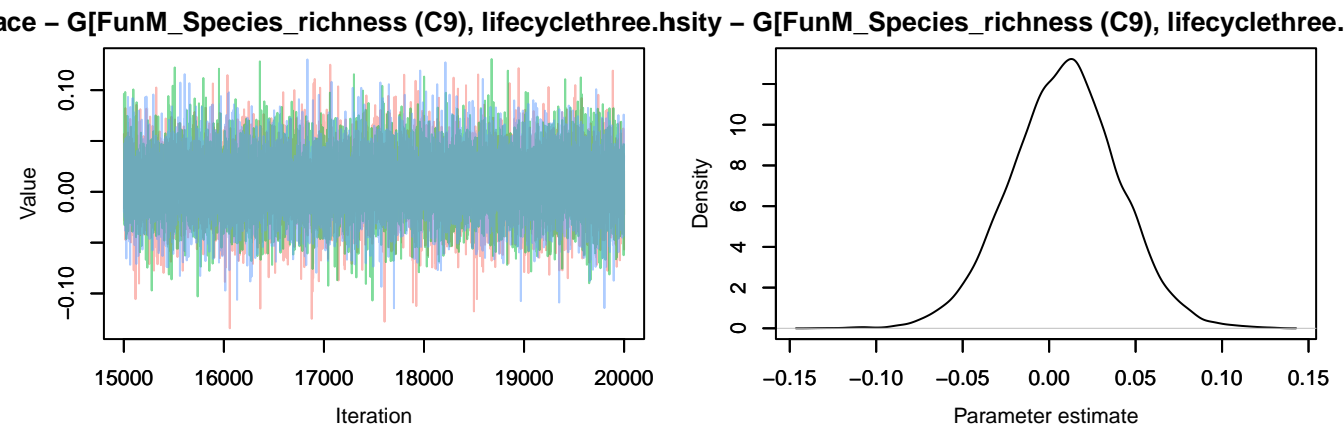 ace – G[FunM_Species_richness (C9), lifecyclethree.hsity – G[FunM_Species_richness (C9), lifecyclethree.
Value
0.10
0.00
−0.10
15000 16000 17000 18000 19000 20000
Iteration
Density
10
8
6
4
2
0
−0.15 −0.10 −0.05 0.00 0.05 0.10 0.15
Parameter estimate